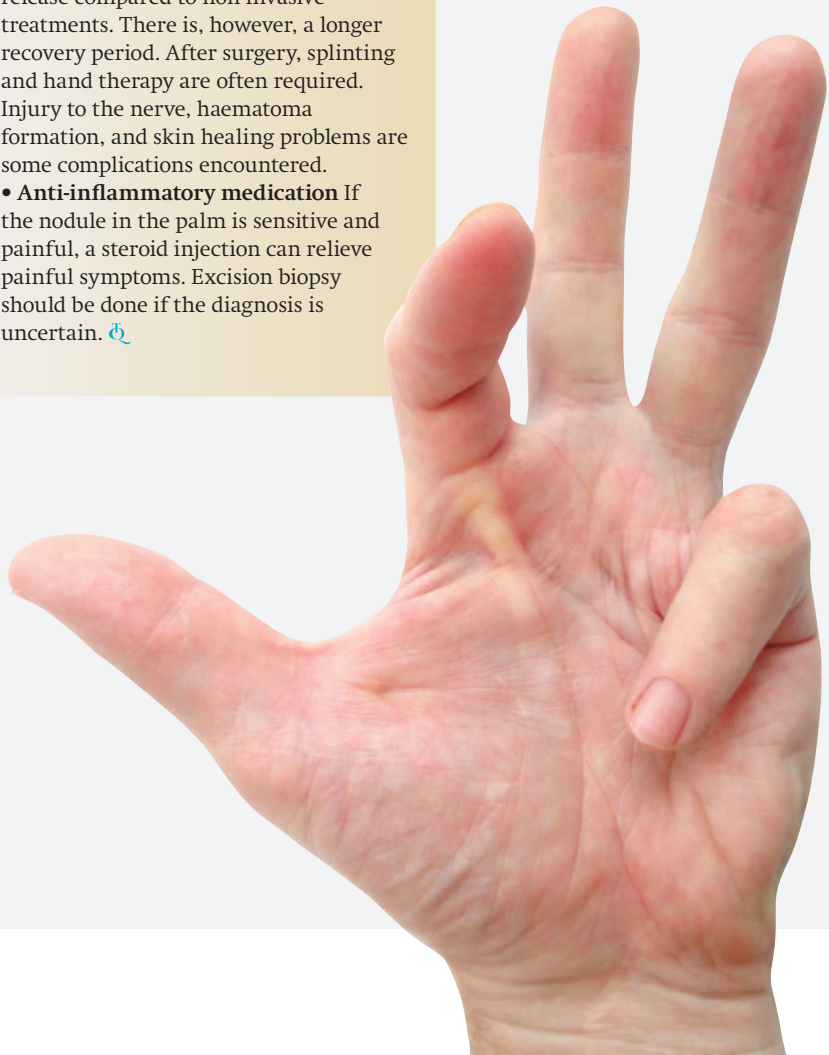 release compared to non invasive
treatments. There is, however, a longer
recovery period. After surgery, splinting
and hand therapy are often required.
Injury to the nerve, haematoma
formation, and skin healing problems are
some complications encountered.
• Anti-inflammatory medication If
the nodule in the palm is sensitive and
painful, a steroid injection can relieve
painful symptoms. Excision biopsy
should be done if the diagnosis is
uncertain.